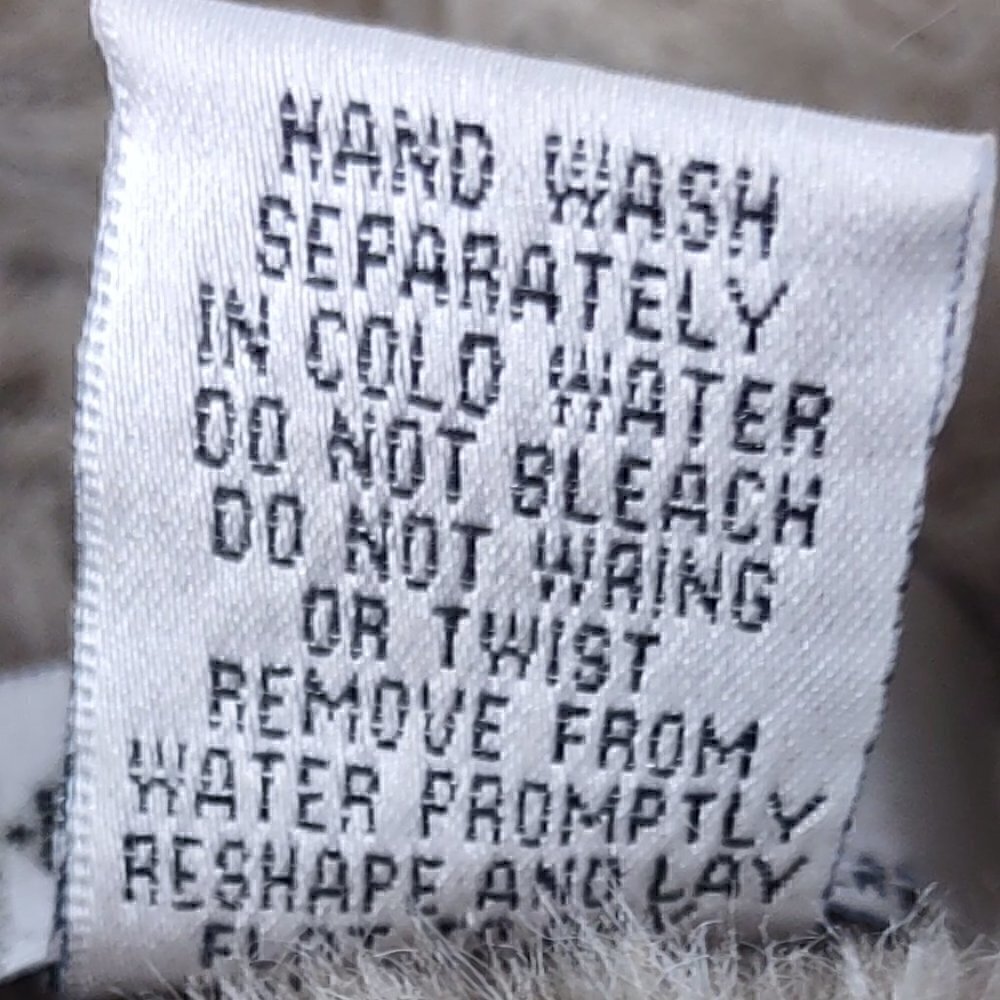 HAND WASH
SEPARATELY
IN COLD WATER
DO NOT BLEACH
DO NOT WRING
OR TWIST
REMOVE FROM
WATER PROMPTLY
RESHAPE AND LAY
FLAT